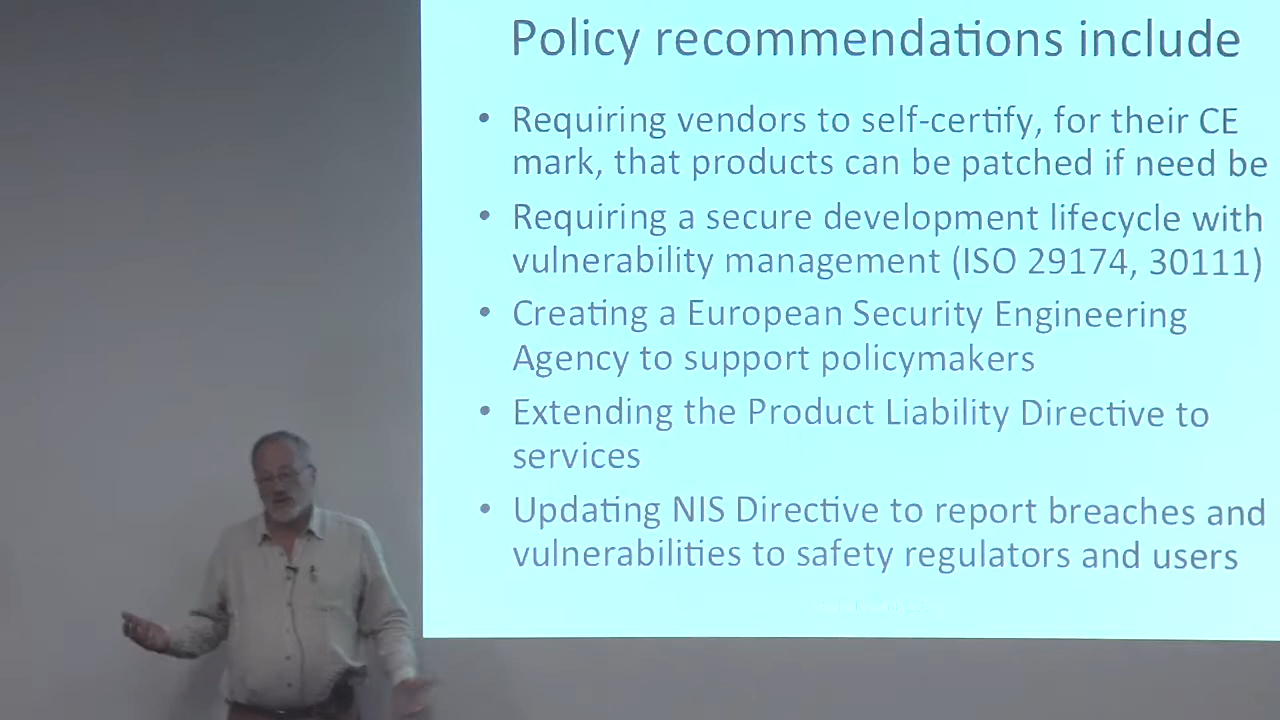 Policy recommendations include
• Requiring vendors to self-certify, for their CE
mark, that products can be patched if need be
• Requiring a secure development lifecycle with
vulnerability management (ISO 29174, 30111)
• Creating a European Security Engineering
Agency to support policymakers
• Extending the Product Liability Directive to
services
• Updating NIS Directive to report breaches and
vulnerabilities to safety regulators and users